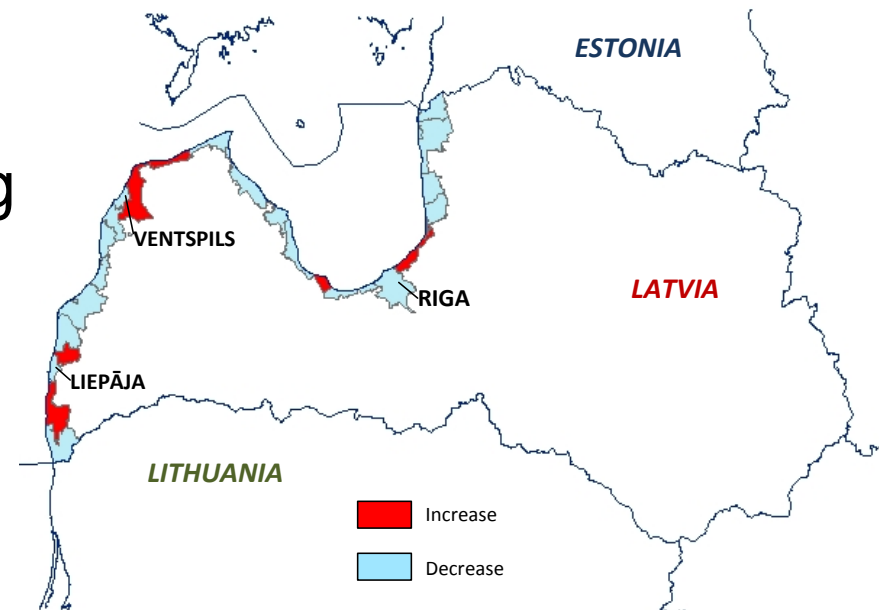 ESTONIA
g
VENTSPILS
RIGA
LATVIA
LIEPĀJA
LITHUANIA
Increase
Decrease